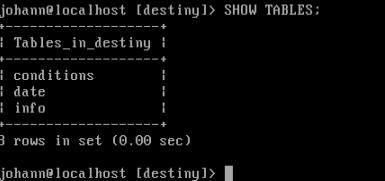 johann@localhost [destiny]> SHOW TABLES;
+-------------------+
| Tables_in_destiny |
+-------------------+
| conditions        |
| date              |
| info              |
+-------------------+
3 rows in set (0.00 sec)
johann@localhost [destiny]>